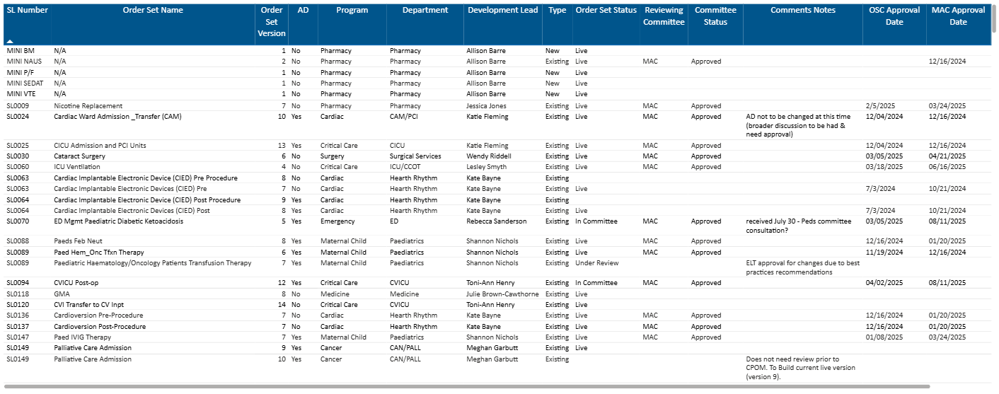 SL Number Order Set Name Order Set Version AD Program Department Development Lead Type Order Set Status Reviewing Committee Committee Status Comments Notes OSC Approval Date MAC Approval Date
MINI BM N/A 1 No Pharmacy Pharmacy Allison Barre New Live
MINI NAUS N/A 2 No Pharmacy Pharmacy Allison Barre Existing Live MAC Approved 12/16/2024
MINI P/F N/A 1 No Pharmacy Pharmacy Allison Barre New Live
MINI SEDAT N/A 1 No Pharmacy Pharmacy Allison Barre New Live
MINI VTE N/A 1 No Pharmacy Pharmacy Allison Barre New Live
SL0009 Nicotine Replacement 7 No Pharmacy Pharmacy Jessica Jones Existing Live MAC Approved 2/5/2025 03/24/2025
SL0024 Cardiac Ward Admission _Transfer (CAM) 10 Yes Cardiac CAM/PCI Katie Fleming Existing Live MAC Approved AD not to be changed at this time 12/04/2024 12/16/2024
(broader discussion to be had &
need approval)
SL0025 CICU Admission and PCI Units 13 Yes Critical Care CICU Katie Fleming Existing Live MAC Approved 12/04/2024 12/16/2024
SL0030 Cataract Surgery 6 No Surgery Surgical Services Wendy Riddell Existing Live MAC Approved 03/05/2025 04/21/2025
SL0060 ICU Ventilation 4 No Critical Care ICU/CCOT Lesley Smyth Existing Live MAC Approved 03/18/2025 06/16/2025
SL0063 Cardiac Implantable Electronic Device (CIED) Pre Procedure 8 No Cardiac Hearth Rhythm Kate Bayne Existing
SL0063 Cardiac Implantable Electronic Devices (CIED) Pre 7 No Cardiac Hearth Rhythm Kate Bayne Existing Live 7/3/2024 10/21/2024
SL0064 Cardiac Implantable Electronic Device (CIED) Post Procedure 9 Yes Cardiac Hearth Rhythm Kate Bayne Existing
SL0064 Cardiac Implantable Electronic Devices (CIED) Post 8 Yes Cardiac Hearth Rhythm Kate Bayne Existing Live 7/3/2024 10/21/2024
SL0070 ED Mgmt Paediatric Diabetic Ketoacidosis 5 Yes Emergency ED Rebecca Sanderson Existing In Committee MAC Approved received July 30 - Peds committee 03/05/2025 08/11/2025
consultation?
SL0088 Paeds Feb Neut 8 Yes Maternal Child Paediatrics Shannon Nichols Existing Live MAC Approved 12/16/2024 01/20/2025
SL0089 Paed Hem_Onc Tfxn Therapy 6 Yes Maternal Child Paediatrics Shannon Nichols Existing Live MAC Approved 11/19/2024 12/16/2024
SL0089 Paediatric Haematology/Oncology Patients Transfusion Therapy 7 Yes Maternal Child Paediatrics Shannon Nichols Existing Under Review ELT approval for changes due to best
practices recommendations
SL0094 CVICU Post-op 12 Yes Critical Care CVICU Toni-Ann Henry Existing In Committee MAC Approved 04/02/2025 08/11/2025
SL0118 GMA 8 No Medicine Medicine Julie Brown-Cawthorne Existing Live
SL0120 CVI Transfer to CV Inpt 14 No Critical Care CVICU Toni-Ann Henry Existing Live
SL0136 Cardioversion Pre-Procedure 7 No Cardiac Hearth Rhythm Kate Bayne Existing Live MAC Approved 12/16/2024 01/20/2025
SL0137 Cardioversion Post-Procedure 7 No Cardiac Hearth Rhythm Kate Bayne Existing Live MAC Approved 12/16/2024 01/20/2025
SL0147 Paed IVIG Therapy 7 Yes Maternal Child Paediatrics Shannon Nichols Existing Live MAC Approved 01/08/2025 03/24/2025
SL0149 Palliative Care Admission 9 Yes Cancer CAN/PALL Meghan Garbutt Existing Live
SL0149 Palliative Care Admission 10 Yes Cancer CAN/PALL Meghan Garbutt Existing Does not need review prior to
CPOM. To Build current live version
(version 9).